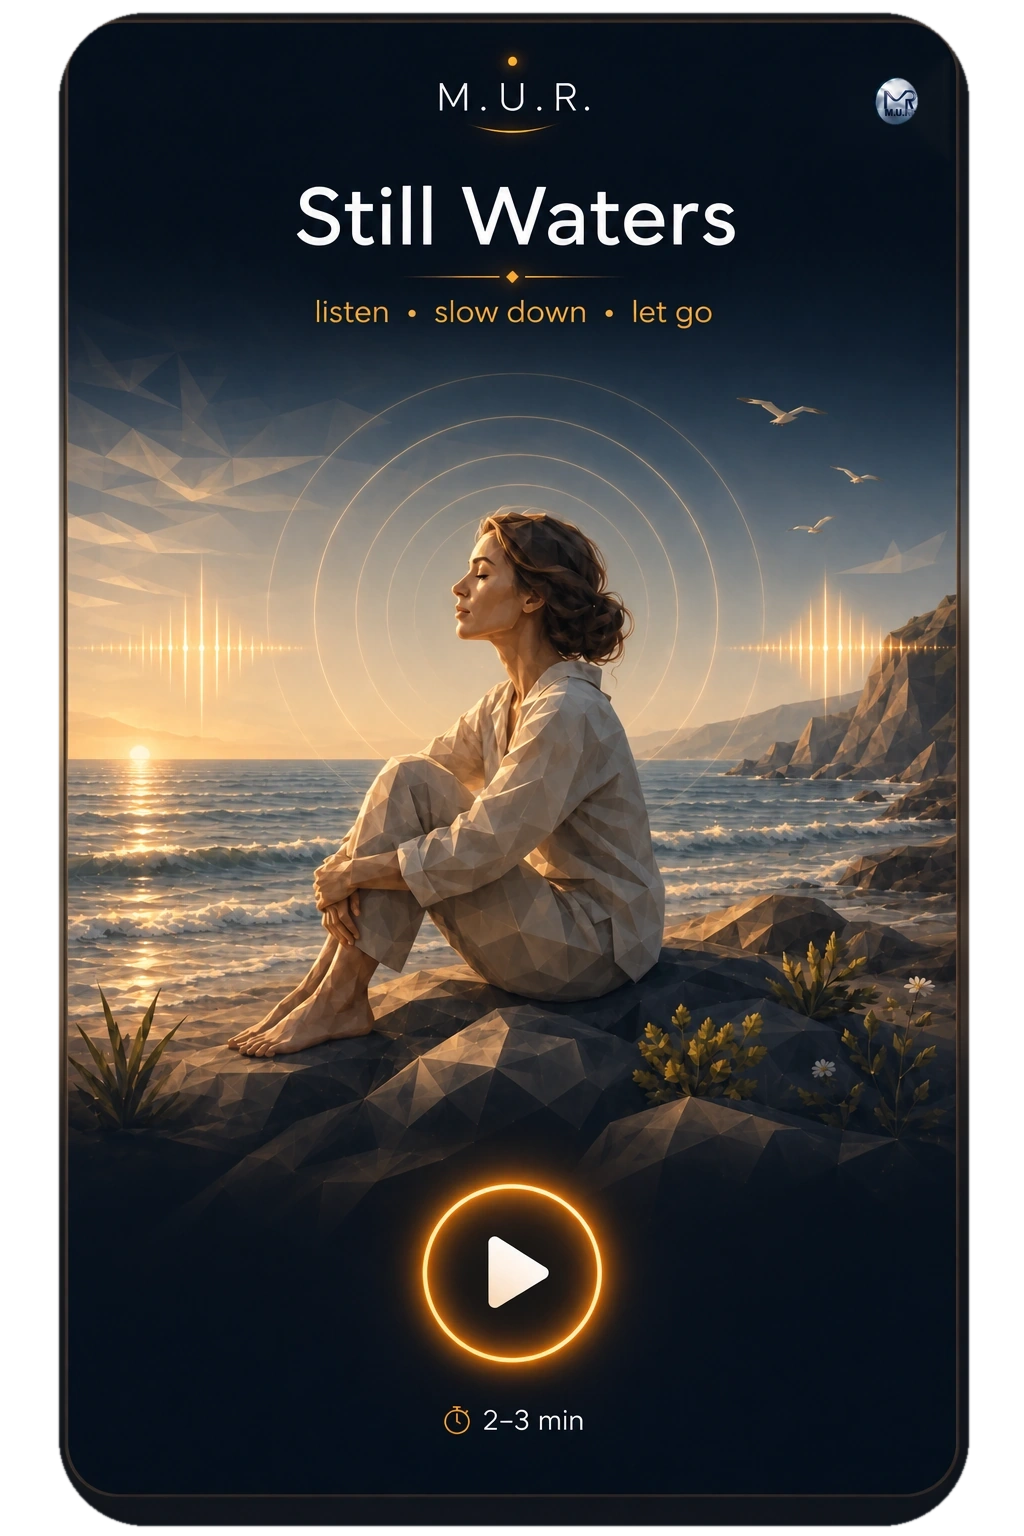 M.U.R.
M.U.R
Still Waters
listen • slow down • let go
2–3 min